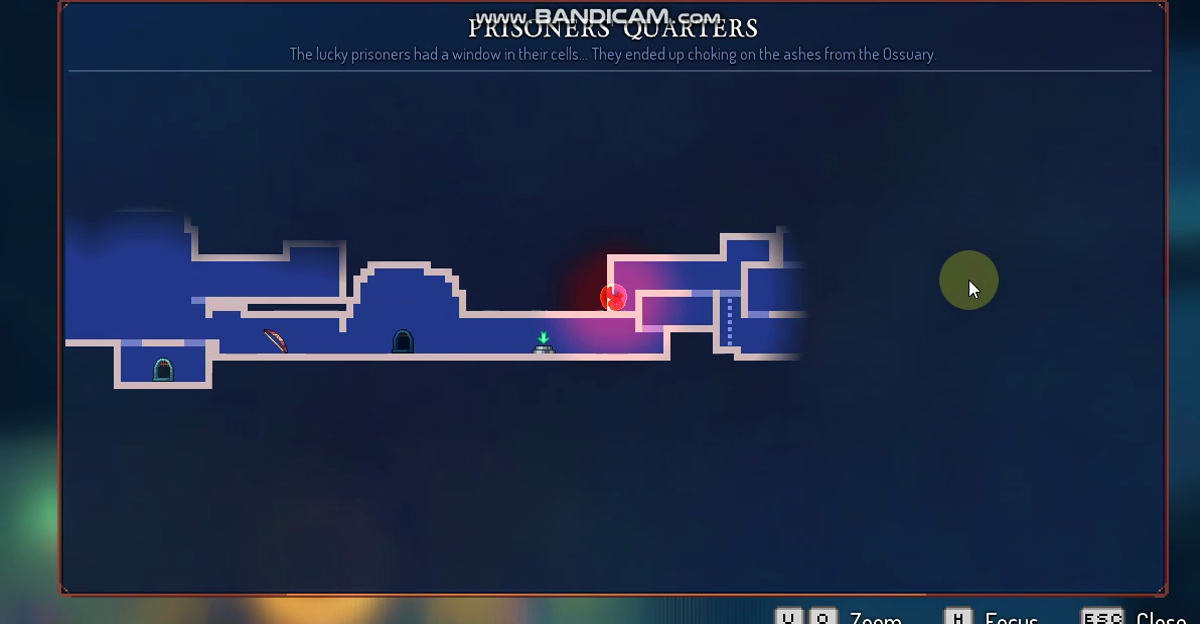 www.BANDICAM.com
PRISONERS' QUARTERS
The lucky prisoners had a window in their cells... They ended up choking on the ashes from the Ossuary.
Zoom Focus ESC Close